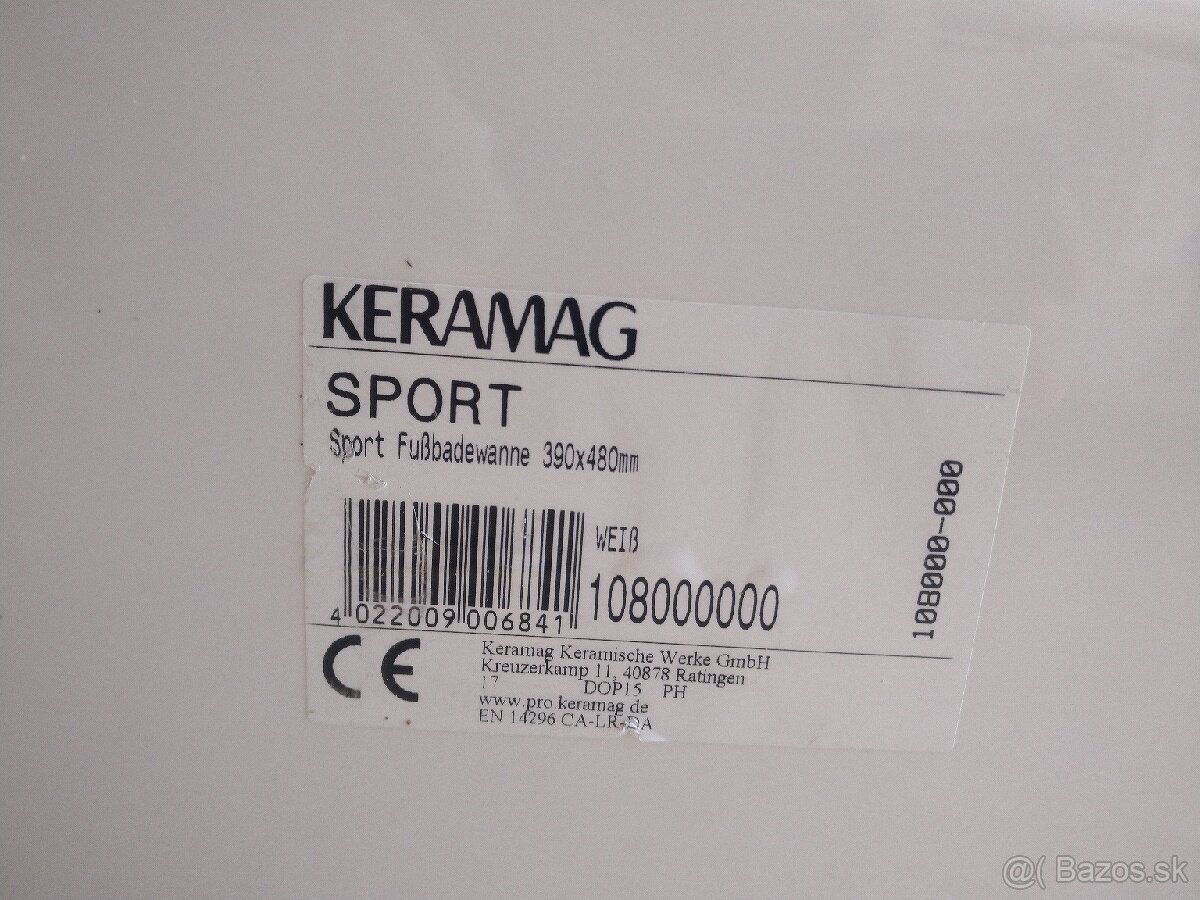 KERAMAG
SPORT
Sport Fußbadewanne 390x480mm
WEIß
108000000
4 022009 006841
108000-000
CE
Keramag Keramische Werke GmbH
Kreuzerkamp 11, 40878 Ratingen
17 DOP15 PH
www.pro.keramag.de
EN 14296 CA-LR-DA
@( Bazos.sk